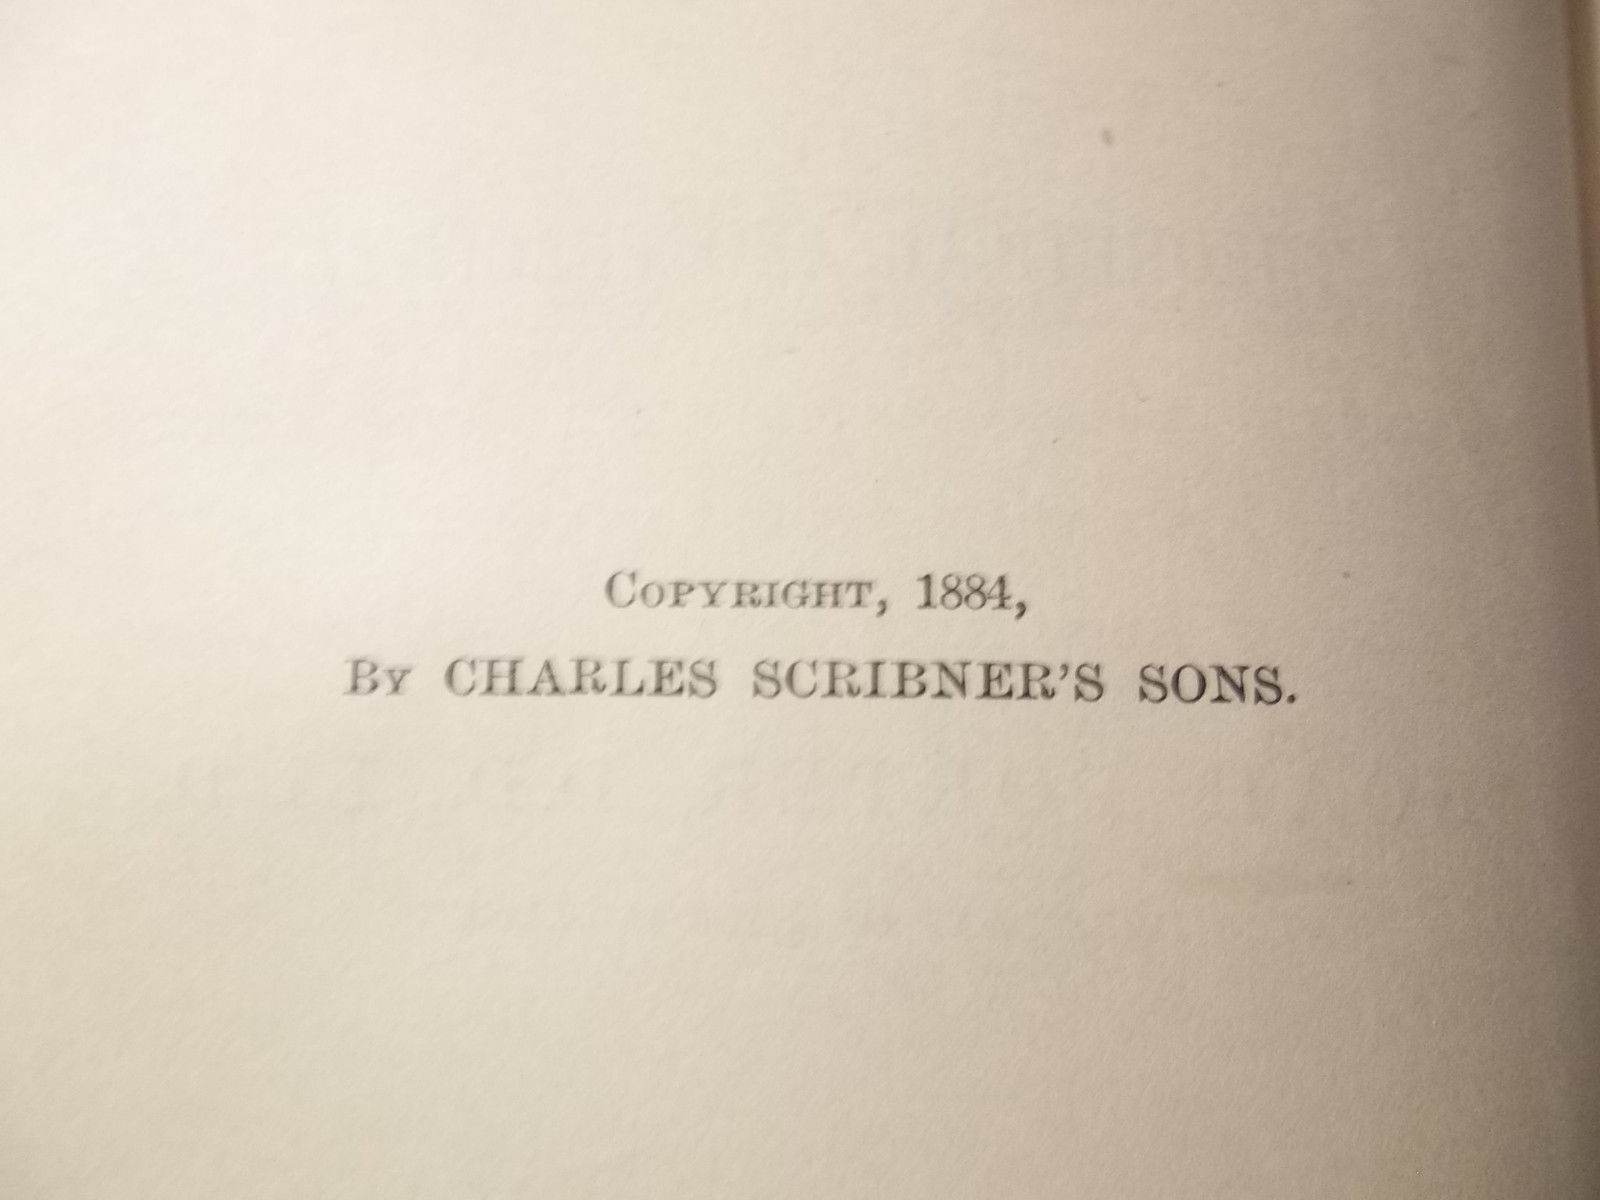 Copyright, 1884,
By CHARLES SCRIBNER'S SONS.